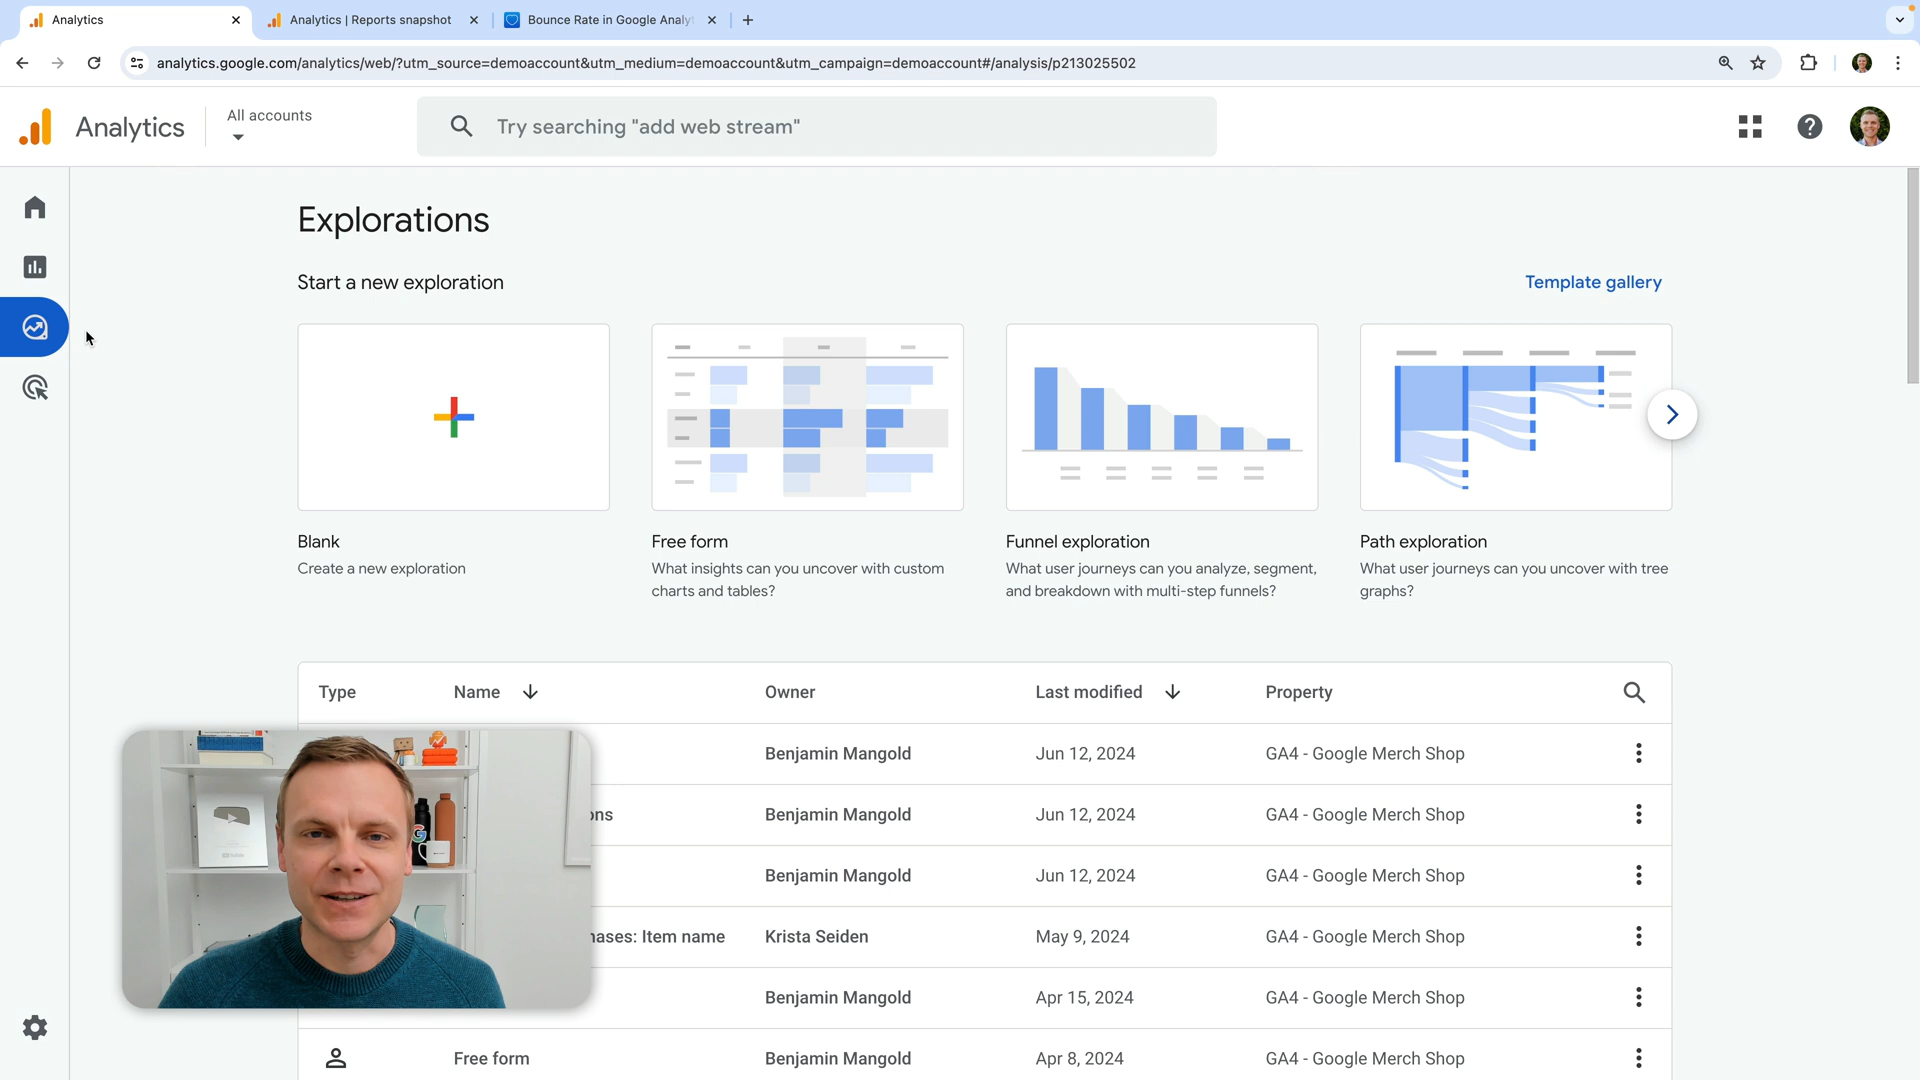 Analytics
Analytics | Reports snapshot
Bounce Rate in Google Analy
analytics.google.com/analytics/web/?utm_source=demoaccount&utm_medium=demoaccount&utm_campaign=demoaccount#/analysis/p213025502
Analytics
All accounts
Try searching "add web stream"
Explorations
Start a new exploration
Template gallery
Blank
Create a new exploration
Free form
What insights can you uncover with custom
charts and tables?
Funnel exploration
What user journeys can you analyze, segment,
and breakdown with multi-step funnels?
Path exploration
What user journeys can you uncover with tree
graphs?
Type Name Owner Last modified Property
Benjamin Mangold Jun 12, 2024 GA4 - Google Merch Shop
ons Benjamin Mangold Jun 12, 2024 GA4 - Google Merch Shop
Benjamin Mangold Jun 12, 2024 GA4 - Google Merch Shop
hases: Item name Krista Seiden May 9, 2024 GA4 - Google Merch Shop
Benjamin Mangold Apr 15, 2024 GA4 - Google Merch Shop
Free form Benjamin Mangold Apr 8, 2024 GA4 - Google Merch Shop